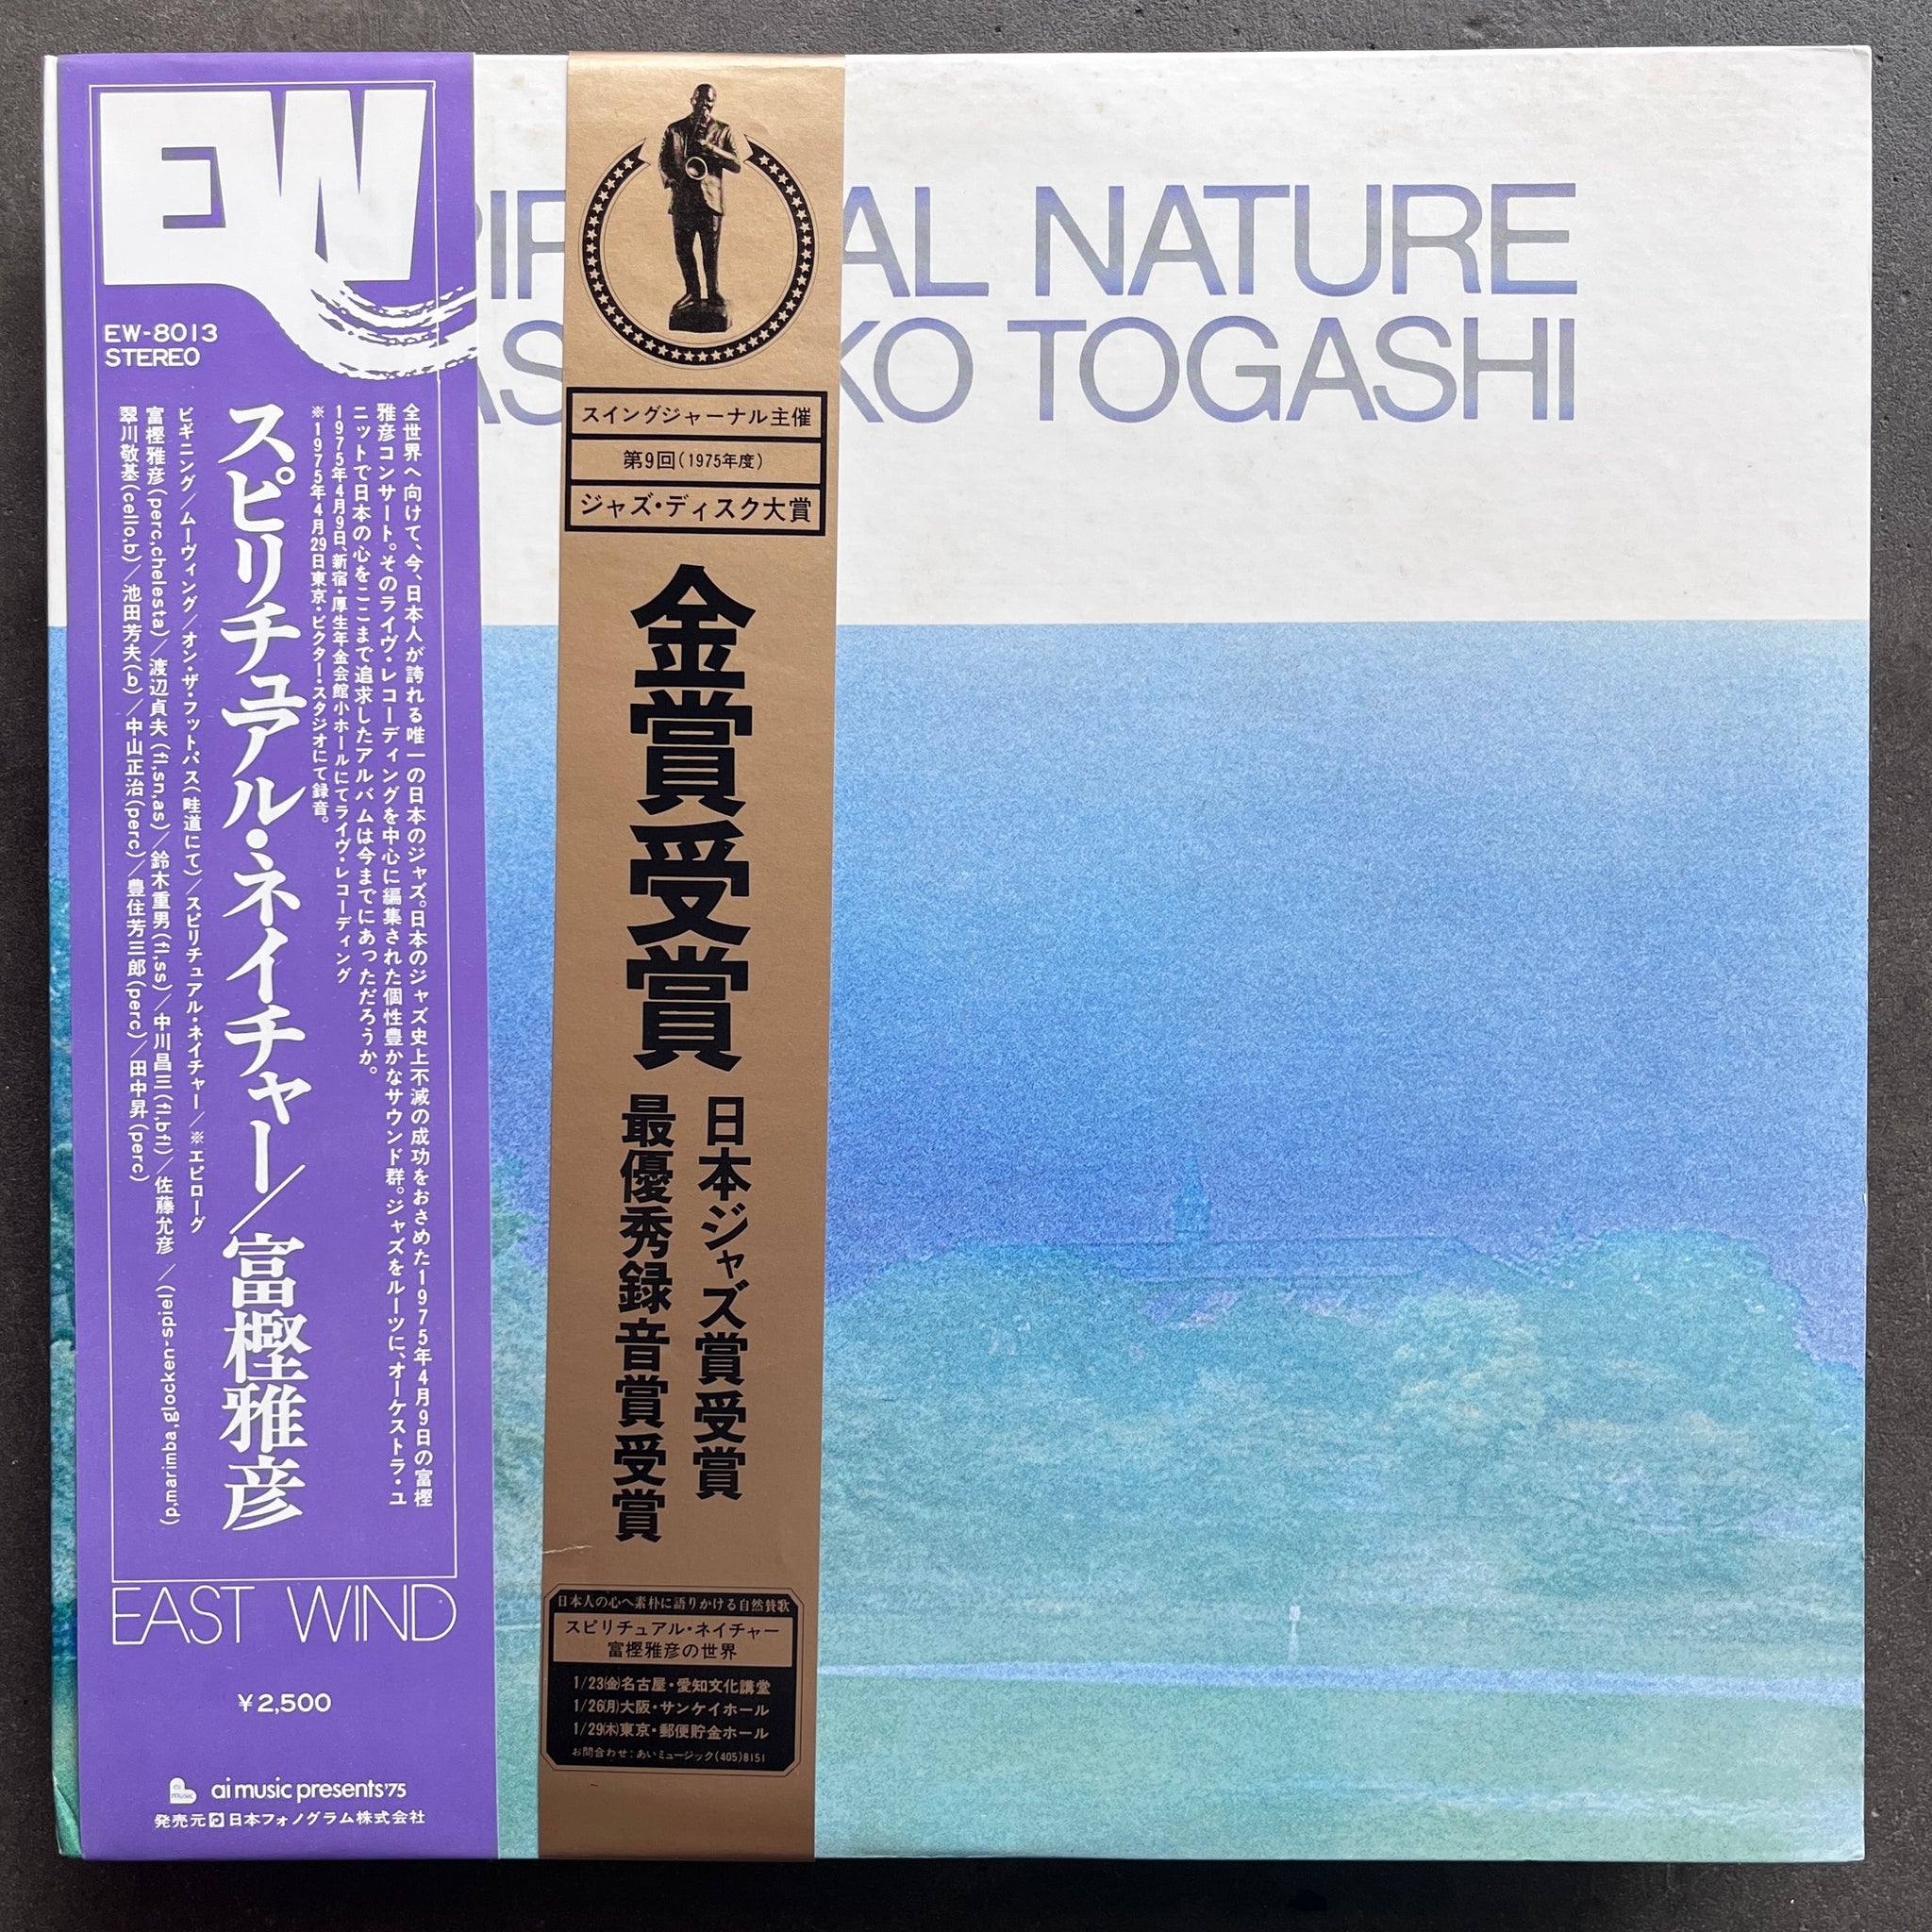 EW
EW-8013
STEREO
全世界へ向けて、今、日本人が誇れる唯一の日本のジャズ。日本のジャズ史上不滅の成功をおさめた1975年4月9日の富樫
雅彦コンサート。そのライヴ・レコーディングを中心に編集された個性豊かなサウンド群。ジャズをルーツに、オーケストラ・ユ
ニットで日本の心をここまで追求したアルバムは今までにあっただろうか。
1975年4月9日、新宿・厚生年金会館小ホールにてライヴ・レコーディング
※1975年4月29日東京・ビクター・スタジオにて録音。
スピリチュアル・ネイチャー/富樫雅彦
ビギニング/ムーヴィング/オン・ザ・フットパス(畦道にて)/スピリチュアル・ネイチャー/※エピローグ
富樫雅彦(perc,chelesta)/渡辺貞夫(fl,sn,as)/鈴木重男(fl,ss)/中川昌三(fl,bfl)/佐藤允彦(p,marimba,glocken-spiel)/
翠川敬基(cello,b)/池田芳夫(b)/中山正治(perc)/豊住芳三郎(perc)/田中昇(perc)
EAST WIND
¥2,500
ai music
ai music presents'75
発売元 日本フォノグラム株式会社
スイングジャーナル主催
第9回(1975年度)
ジャズ・ディスク大賞
金賞受賞
日本ジャズ賞受賞
最優秀録音賞受賞
日本人の心へ素朴に語りかける自然賛歌
スピリチュアル・ネイチャー
富樫雅彦の世界
1/23㈮名古屋・愛知文化講堂
1/26㈪大阪・サンケイホール
1/29㈭東京・郵便貯金ホール
お問合わせ:あいミュージック(405)8151
AL NATURE
KO TOGASHI